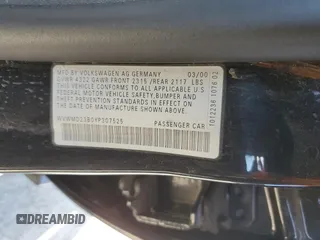 MFD. BY VOLKSWAGEN AG GERMANY 03/00
GVWR 4332 GAWR FRONT 2315 /REAR 2117 LBS
THIS VEHICLE CONFORMS TO ALL APPLICABLE U.S.
FEDERAL MOTOR VEHICLE SAFETY, BUMPER AND
THEFT PREVENTION STANDARDS IN EFFECT ON THE
DATE OF MANUFACTURE SHOWN ABOVE.
PASSENGER CAR
DREAMBID